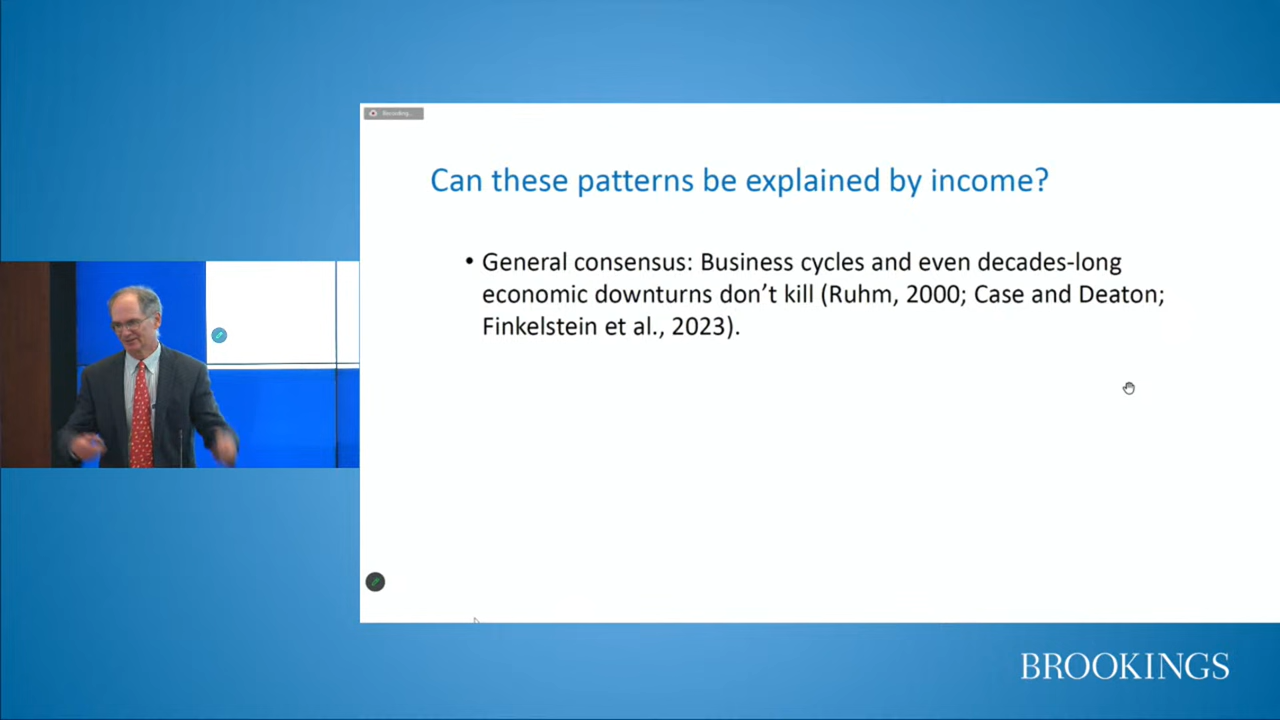 Recording...
Can these patterns be explained by income?
• General consensus: Business cycles and even decades-long
economic downturns don't kill (Ruhm, 2000; Case and Deaton;
Finkelstein et al., 2023).
BROOKINGS